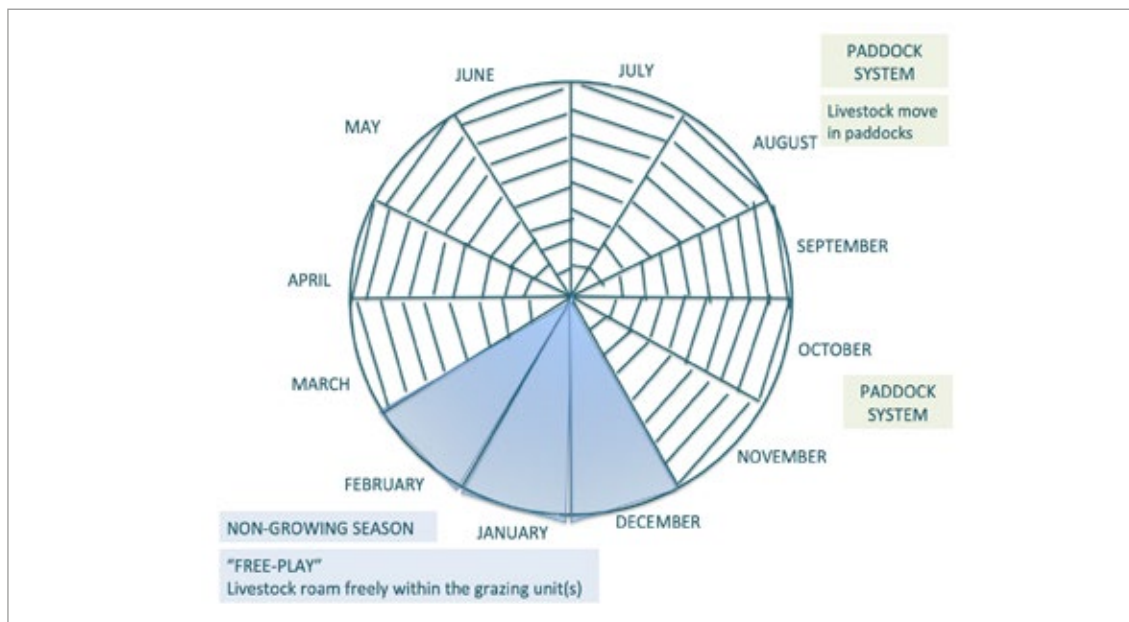 JUNE
JULY
PADDOCK
SYSTEM
Livestock move
in paddocks
MAY
AUGUST
SEPTEMBER
APRIL
OCTOBER
MARCH
PADDOCK
SYSTEM
NOVEMBER
FEBRUARY
JANUARY
DECEMBER
NON-GROWING SEASON
"FREE-PLAY"
Livestock roam freely within the grazing unit(s)